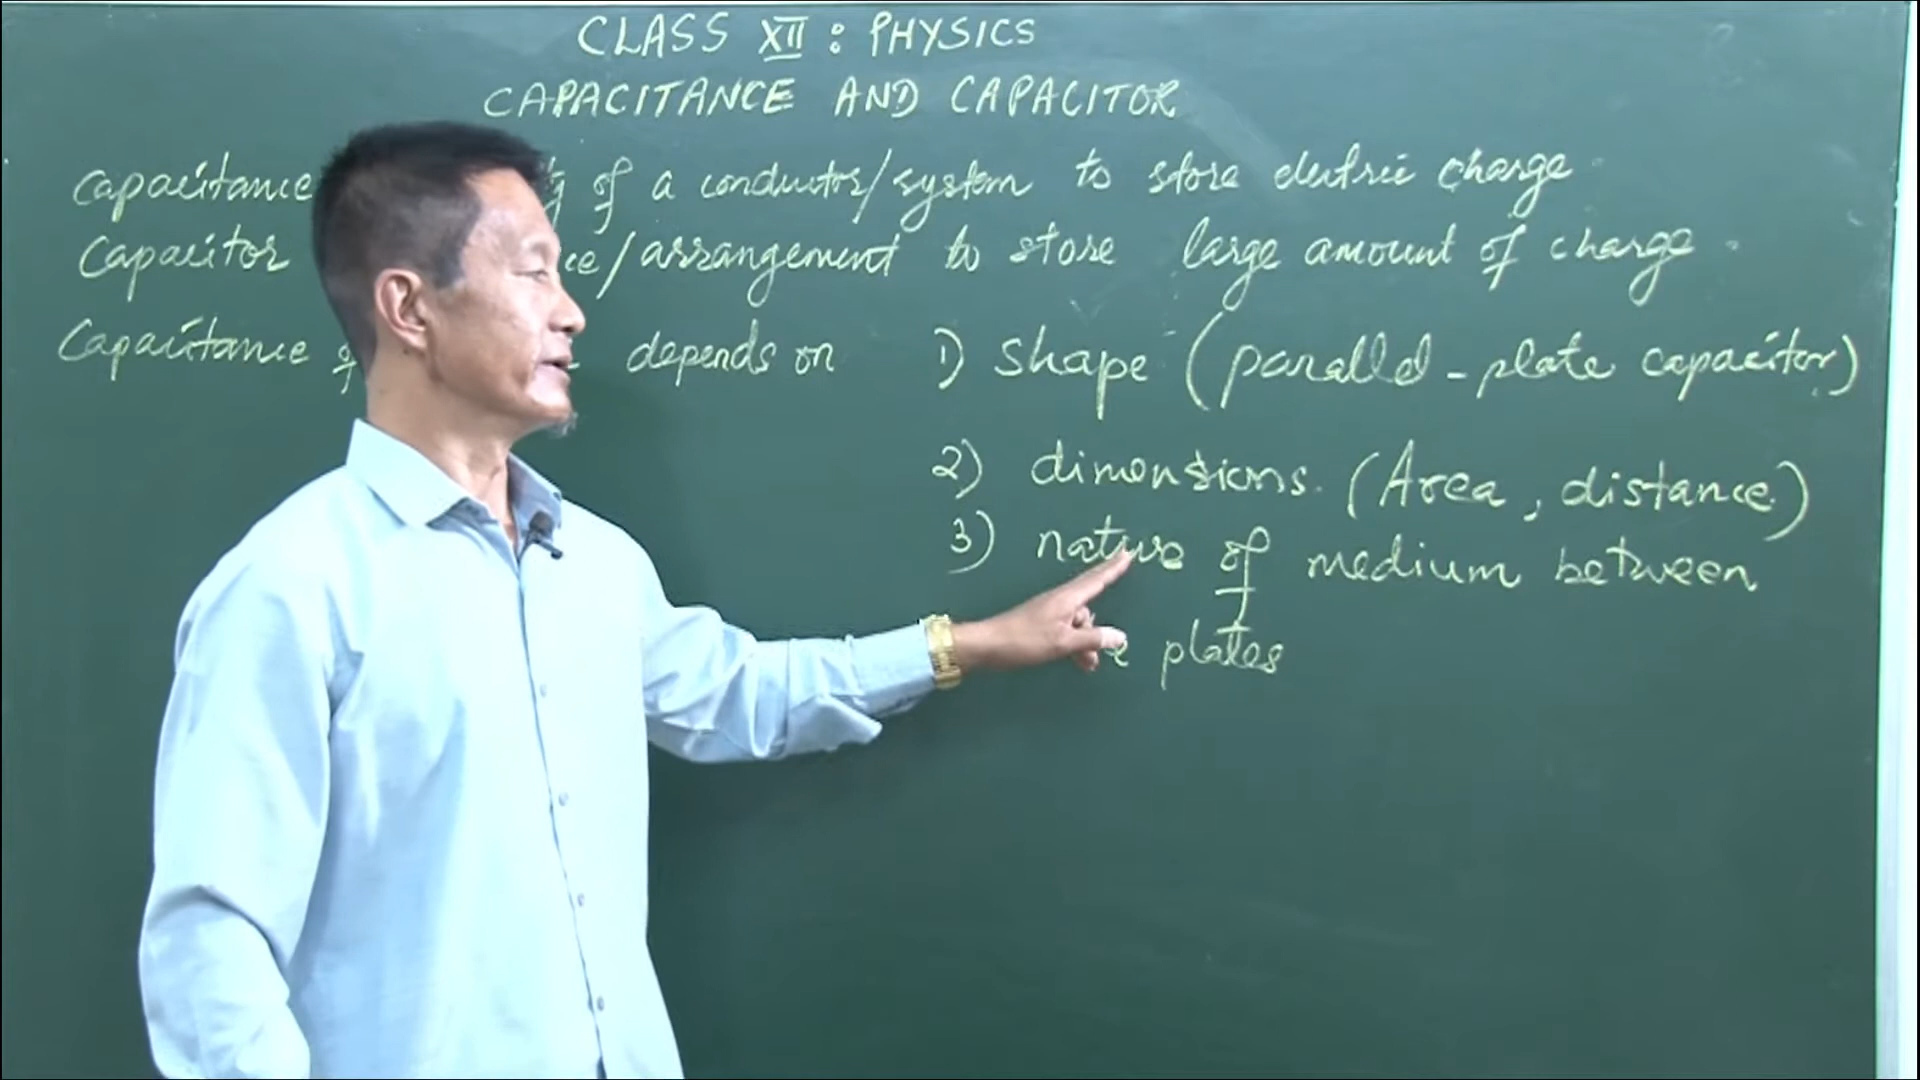 CLASS XII : PHYSICS
CAPACITANCE AND CAPACITOR
Capacitance of a conductor/system to store electric charge
Capacitor /arrangement to store large amount of charge
Capacitance depends on 1) shape (parallel-plate capacitor)
2) dimensions. (Area, distance)
3) nature of medium between
plates